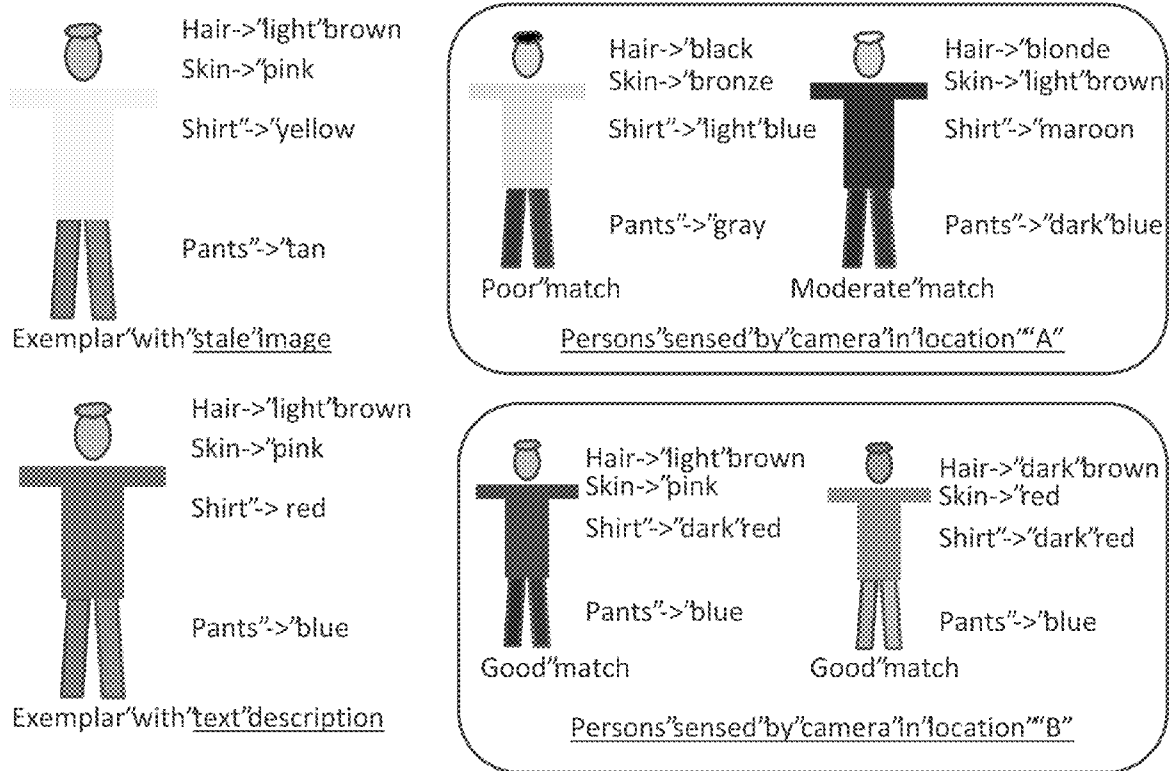 Hair->"light"brown
Skin->"pink
Shirt"->"yellow
Pants"->"tan
Exemplar"with"stale"image
Hair->"black
Skin->"bronze
Shirt"->"light"blue
Pants"->"gray
Poor"match
Hair->"blonde
Skin->"light"brown
Shirt"->"maroon
Pants"->"dark"blue
Moderate"match
Persons"sensed"by"camera"in"location"“A”
Hair->"light"brown
Skin->"pink
Shirt"-> red
Pants"->"blue
Exemplar"with"text"description
Hair->"light"brown
Skin->"pink
Shirt"->"dark"red
Pants"->"blue
Good"match
Hair->"dark"brown
Skin->"red
Shirt"->"dark"red
Pants"->"blue
Good"match
Persons"sensed"by"camera"in"location"“B”